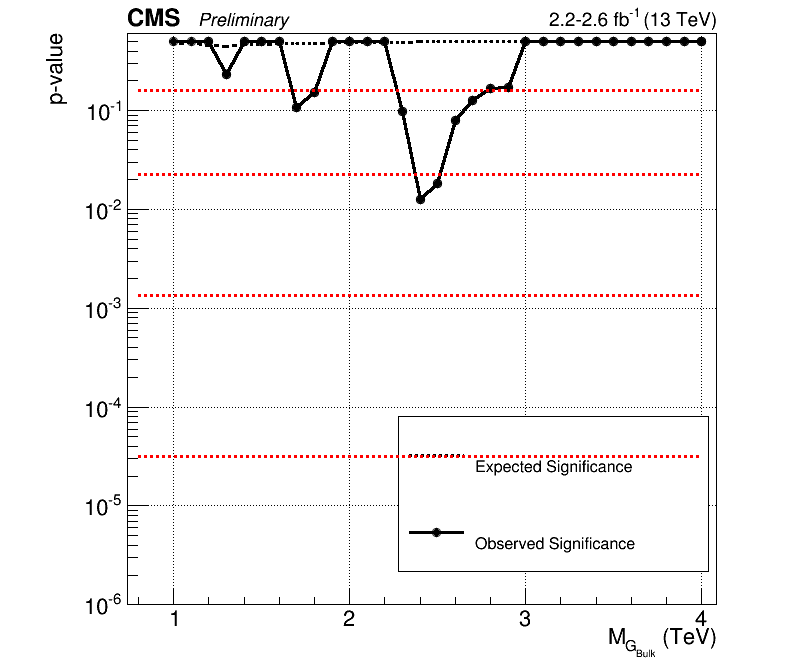 CMS Preliminary 2.2-2.6 fb⁻¹ (13 TeV)
p-value
10⁻¹
10⁻²
10⁻³
10⁻⁴
10⁻⁵
10⁻⁶
Expected Significance
Observed Significance
1 2 3 4
M_G_Bulk (TeV)